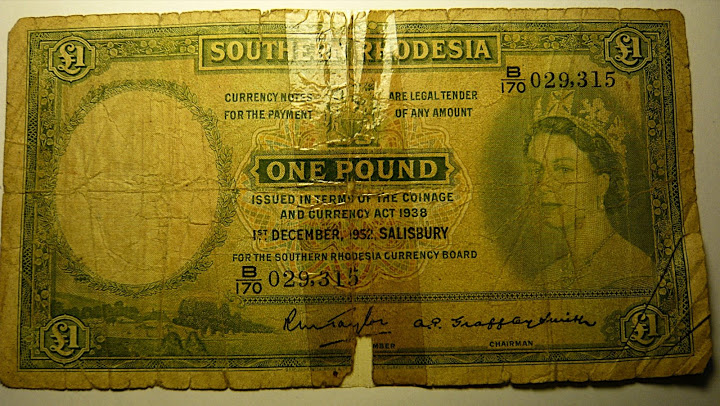 £1 SOUTHERN RHODESIA £1
B/170 029,315
CURRENCY NOTES ARE LEGAL TENDER
FOR THE PAYMENT OF ANY AMOUNT
ONE POUND
ISSUED IN TERMS OF THE COINAGE
AND CURRENCY ACT 1938
1ST DECEMBER, 1952, SALISBURY
FOR THE SOUTHERN RHODESIA CURRENCY BOARD
B/170 029,315
£1 £1
CHAIRMAN